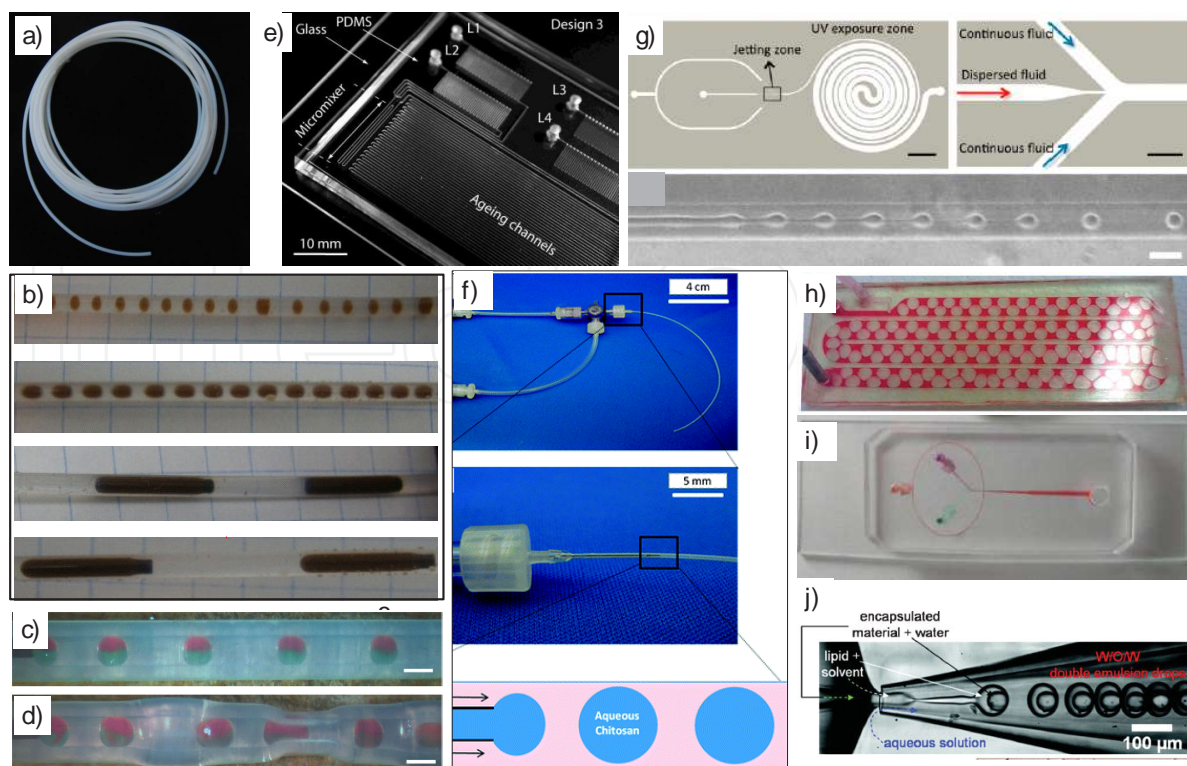 a)
e)
Glass
PDMS
L1
L2
Design 3
L3
L4
Micromixer
Ageing channels
10 mm
g)
Jetting zone
UV exposure zone
Continuous fluid
Dispersed fluid
Continuous fluid
b)
f)
4 cm
5 mm
Aqueous
Chitosan
h)
i)
c)
d)
j)
encapsulated
material + water
lipid +
solvent
W/O/W
double emulsion drops
aqueous solution
100 µm